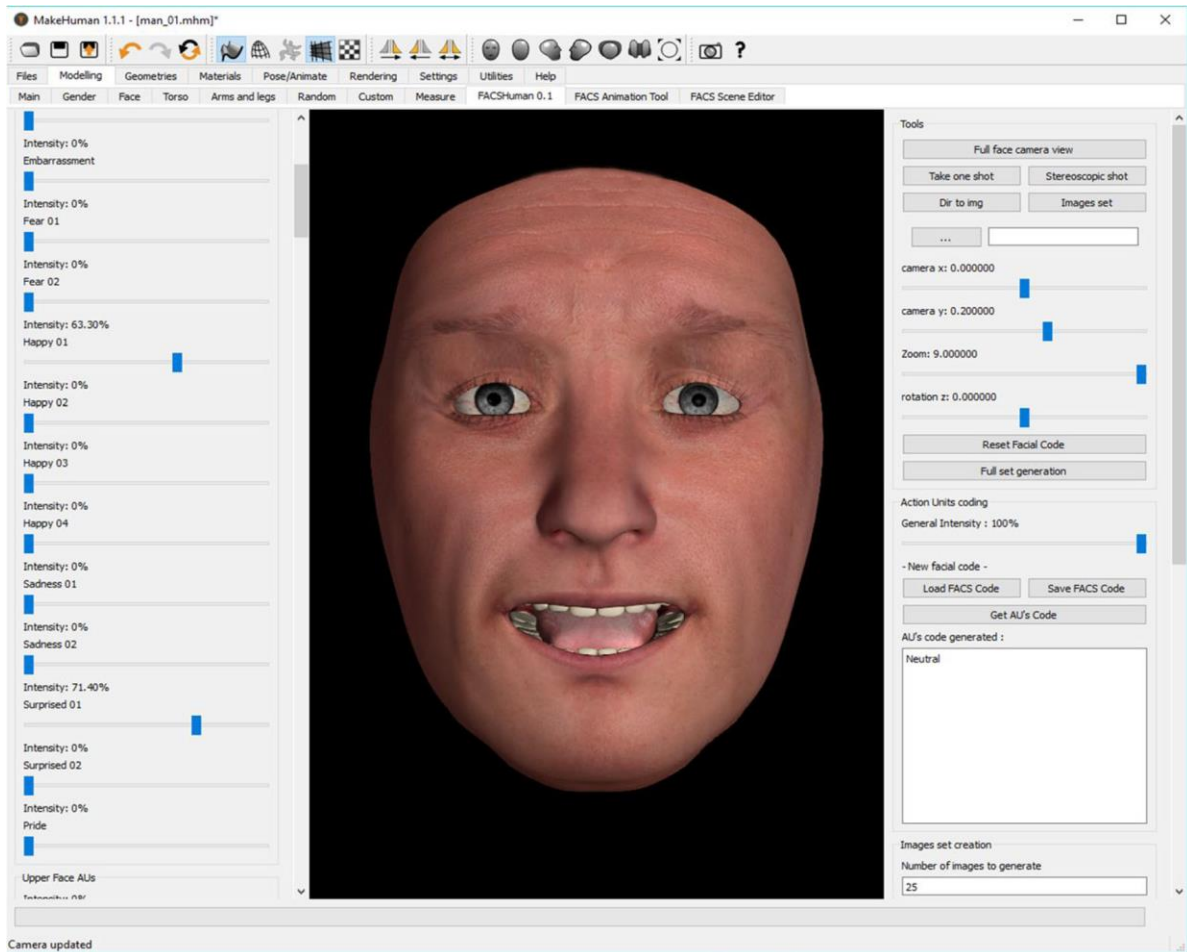 MakeHuman 1.1.1 - [man_01.mhm]*
?
Files Modelling Geometries Materials Pose/Animate Rendering Settings Utilities Help
Main Gender Face Torso Arms and legs Random Custom Measure FACSHuman 0.1 FACS Animation Tool FACS Scene Editor
Intensity: 0%
Embarrassment
Intensity: 0%
Fear 01
Intensity: 0%
Fear 02
Intensity: 63.30%
Happy 01
Intensity: 0%
Happy 02
Intensity: 0%
Happy 03
Intensity: 0%
Happy 04
Intensity: 0%
Sadness 01
Intensity: 0%
Sadness 02
Intensity: 71.40%
Surprised 01
Intensity: 0%
Surprised 02
Intensity: 0%
Pride
Upper Face AUs
Intensity: 0%
Tools
Full face camera view
Take one shot Stereoscopic shot
Dir to img Images set
...
camera x: 0.000000
camera y: 0.200000
Zoom: 9.000000
rotation z: 0.000000
Reset Facial Code
Full set generation
Action Units coding
General Intensity : 100%
- New facial code -
Load FACS Code Save FACS Code
Get AU's Code
AU's code generated :
Neutral
Images set creation
Number of images to generate
25
Camera updated